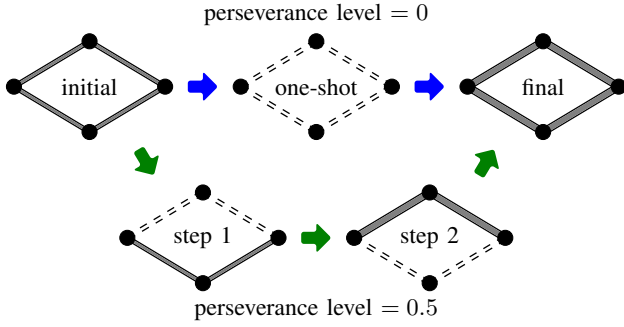 perseverance level = 0
initial
one-shot
final
step 1
step 2
perseverance level = 0.5